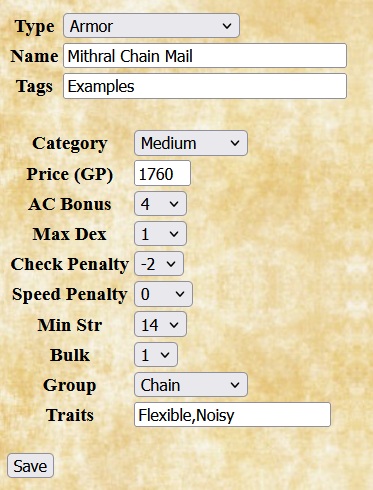 Type Armor
Name Mithral Chain Mail
Tags Examples
Category Medium
Price (GP) 1760
AC Bonus 4
Max Dex 1
Check Penalty -2
Speed Penalty 0
Min Str 14
Bulk 1
Group Chain
Traits Flexible,Noisy
Save